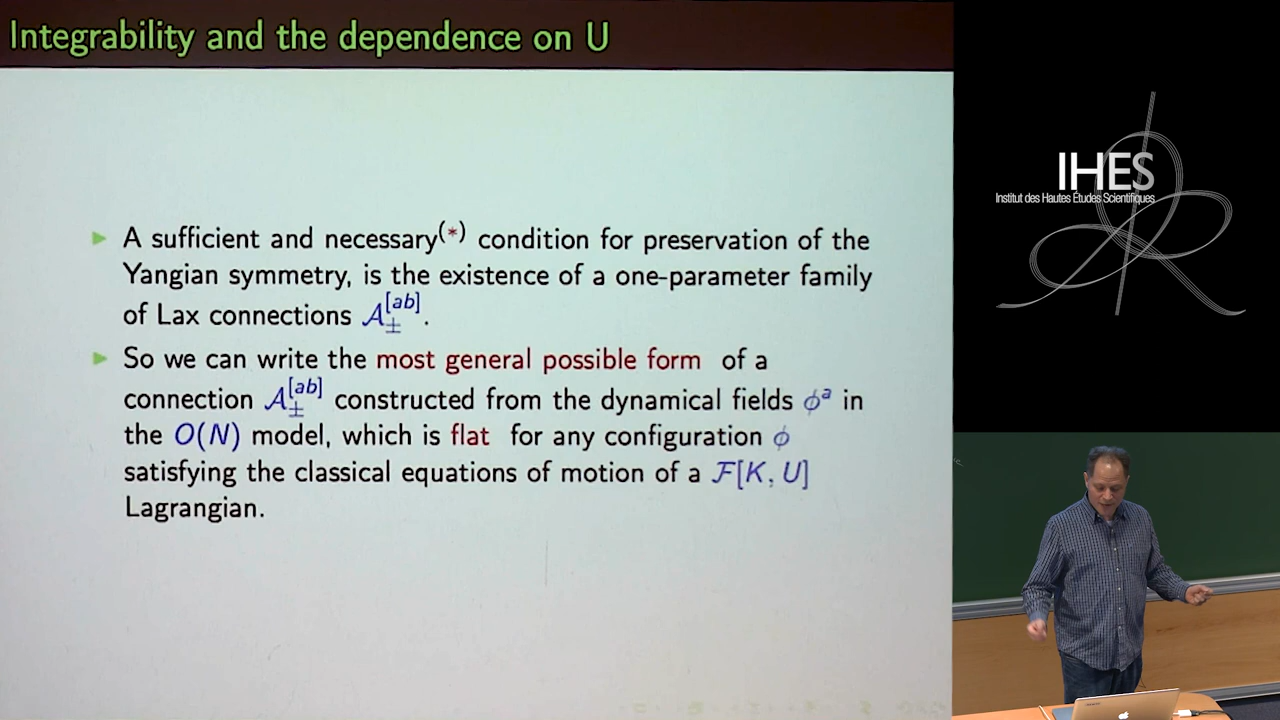 Integrability and the dependence on U
A sufficient and necessary(*) condition for preservation of the
Yangian symmetry, is the existence of a one-parameter family
of Lax connections 𝒜±^[ab].
So we can write the most general possible form of a
connection 𝒜±^[ab] constructed from the dynamical fields ϕ^a in
the O(N) model, which is flat for any configuration ϕ
satisfying the classical equations of motion of a ℱ[K, U]
Lagrangian.
IHES
Institut des Hautes Études Scientifiques